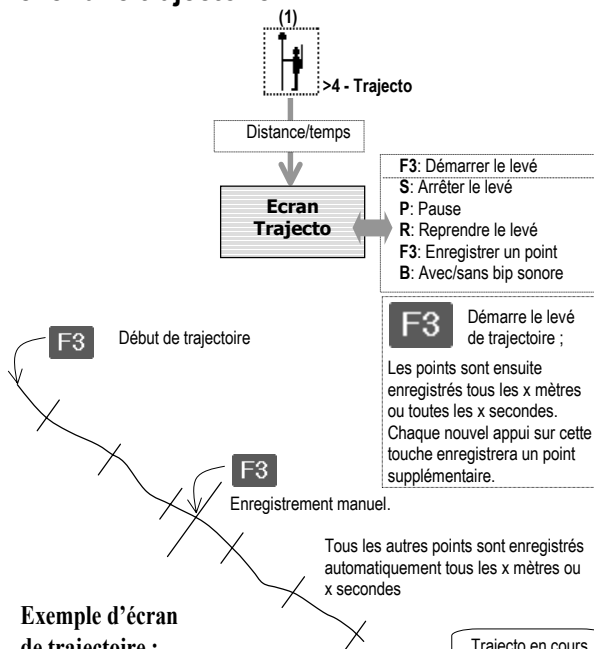 (1)
>4 - Trajecto
Distance/temps
Ecran
Trajecto
F3: Démarrer le levé
S: Arrêter le levé
P: Pause
R: Reprendre le levé
F3: Enregistrer un point
B: Avec/sans bip sonore
F3
Démarre le levé
de trajectoire ;
Les points sont ensuite
enregistrés tous les x mètres
ou toutes les x secondes.
Chaque nouvel appui sur cette
touche enregistrera un point
supplémentaire.
F3
Début de trajectoire
F3
Enregistrement manuel.
Tous les autres points sont enregistrés
automatiquement tous les x mètres ou
x secondes
Exemple d’écran
de trajectoire :
Trajecto en cours